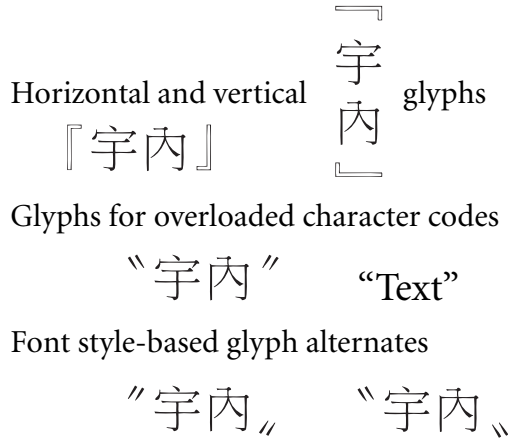 Horizontal and vertical glyphs
『宇內』
﹃宇內﹄
Glyphs for overloaded character codes
〝宇內〞 “Text”
Font style-based glyph alternates
〞宇內〟 〝宇內〟